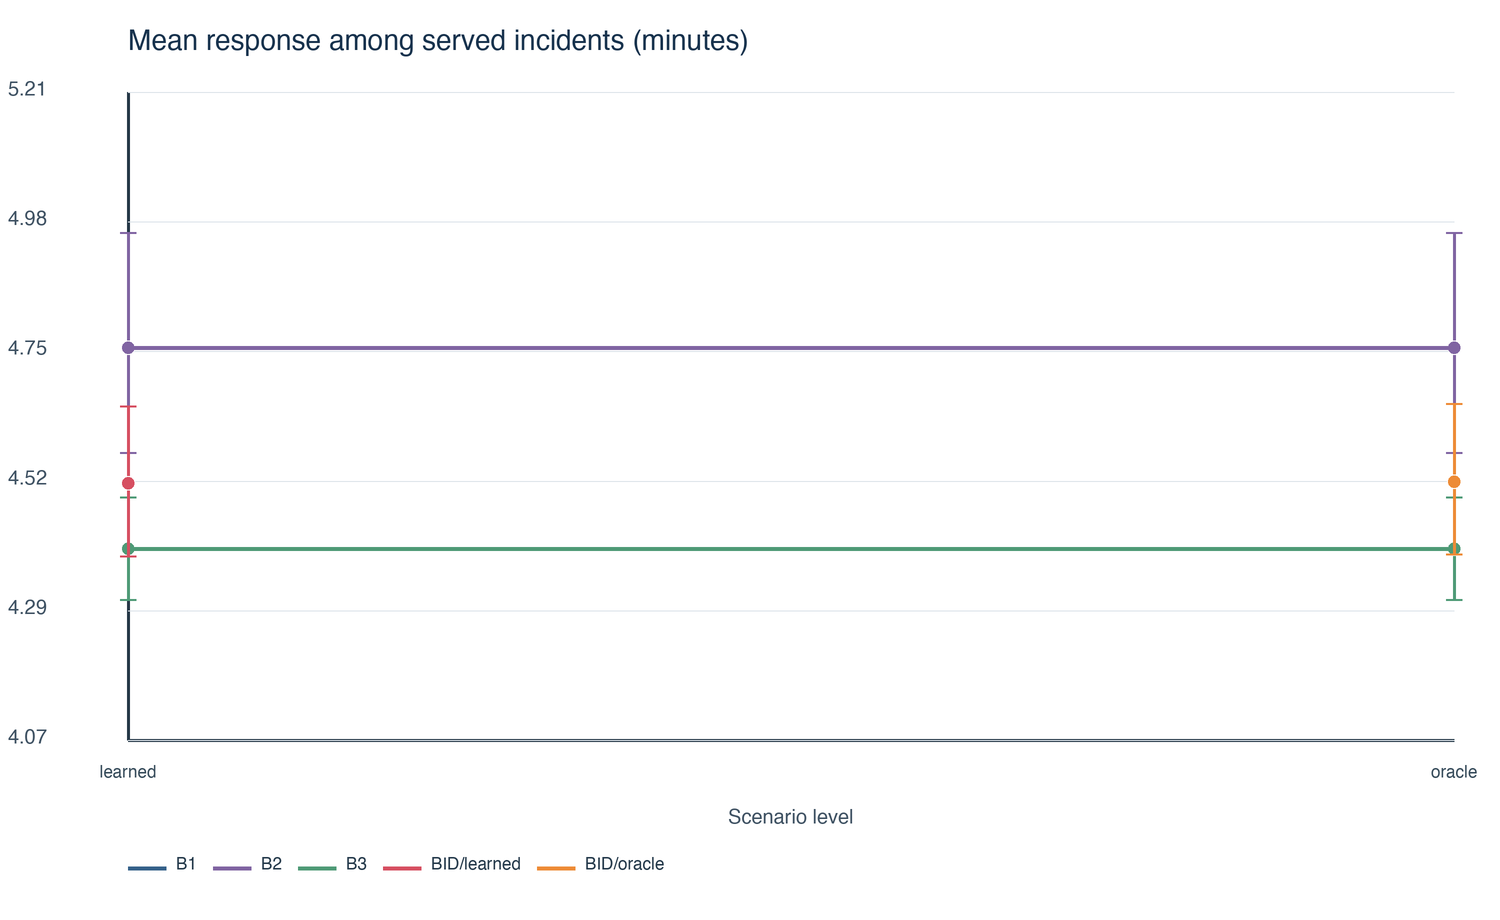 Mean response among served incidents (minutes)
5.21
4.98
4.75
4.52
4.29
4.07
learned oracle
Scenario level
B1 B2 B3 BID/learned BID/oracle